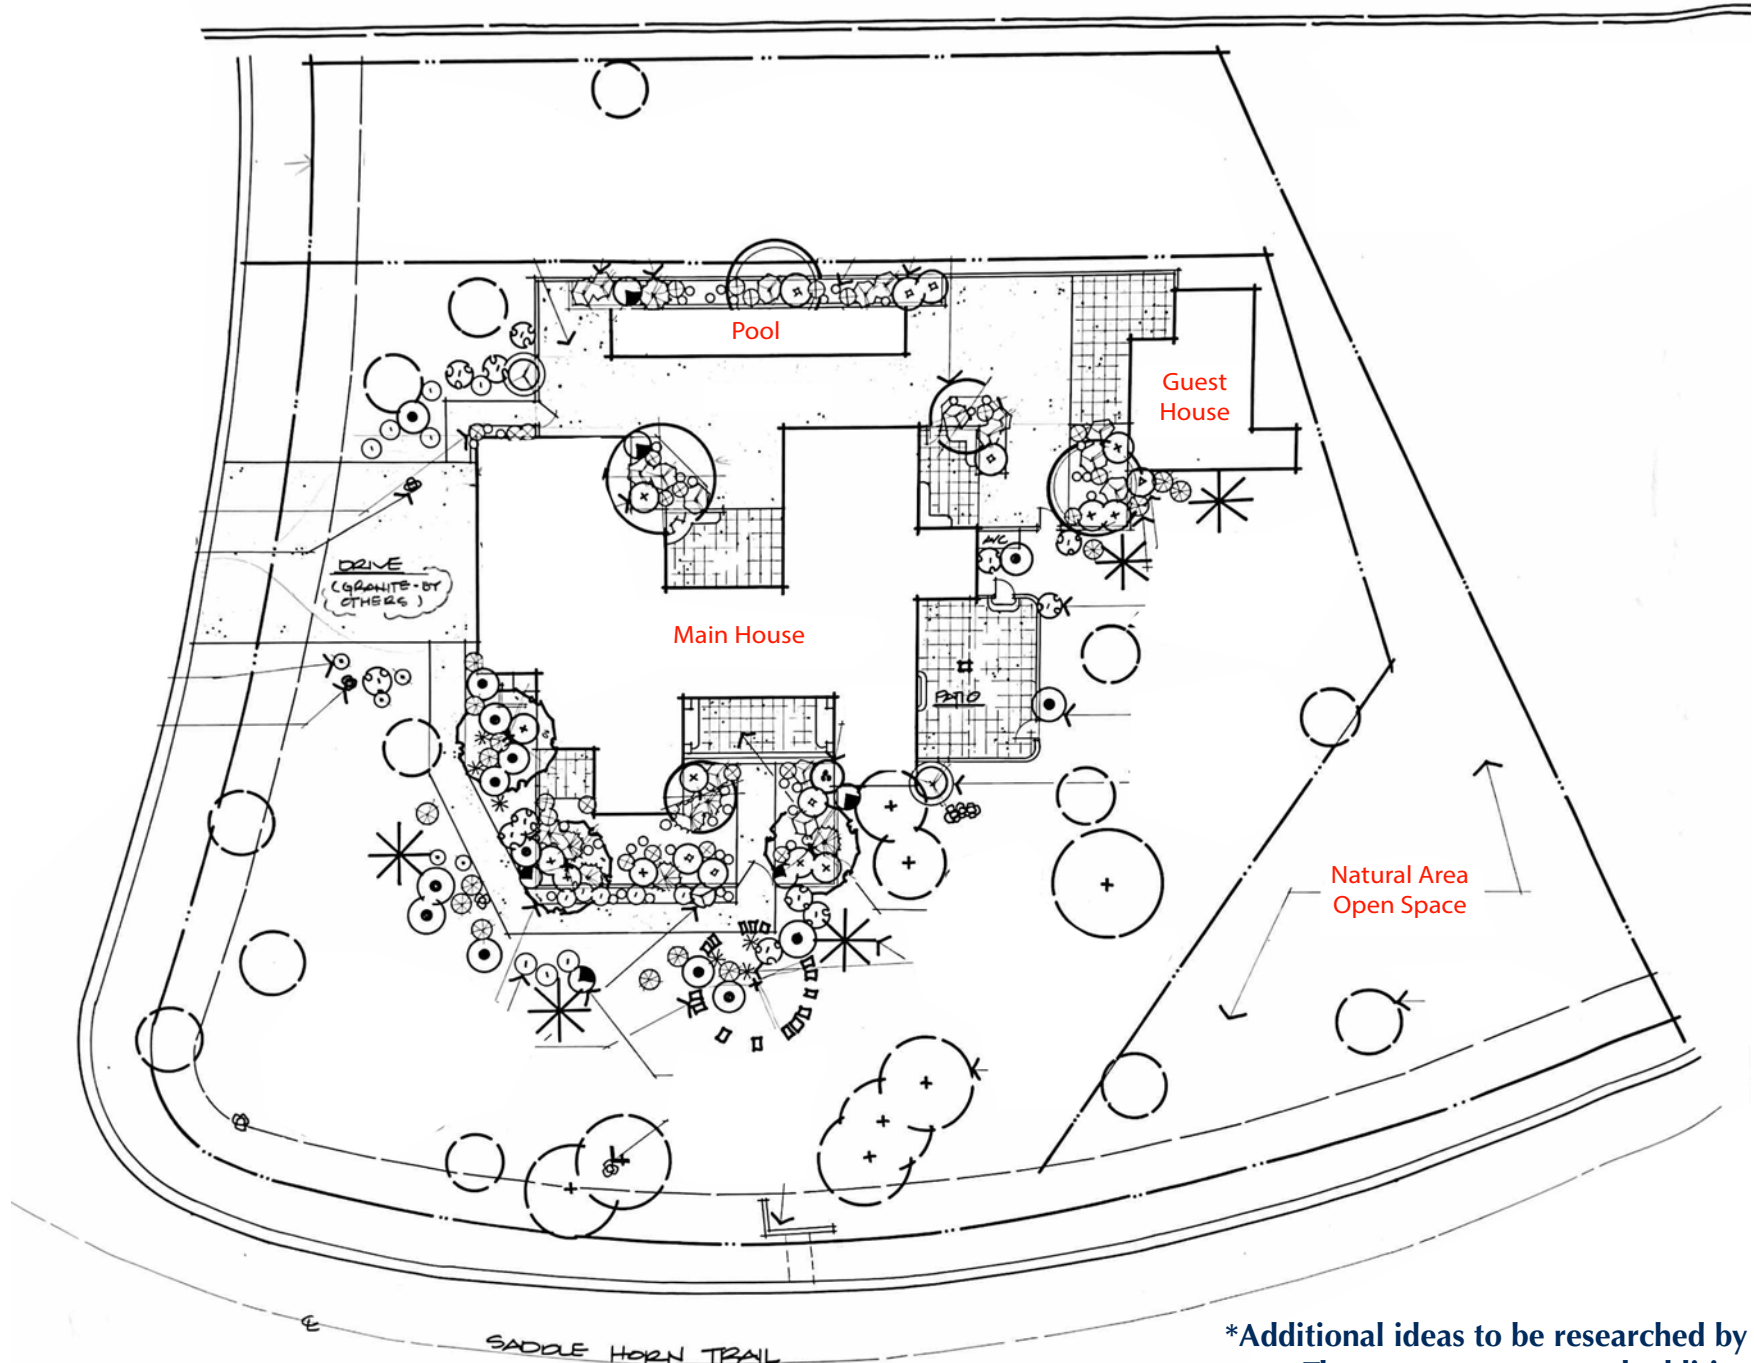 Pool
Guest
House
A/C
DRIVE
(GRANITE-BY
OTHERS)
Main House
PATIO
Natural Area
Open Space
℄
SADDLE HORN TRAIL
*Additional ideas to be researched by